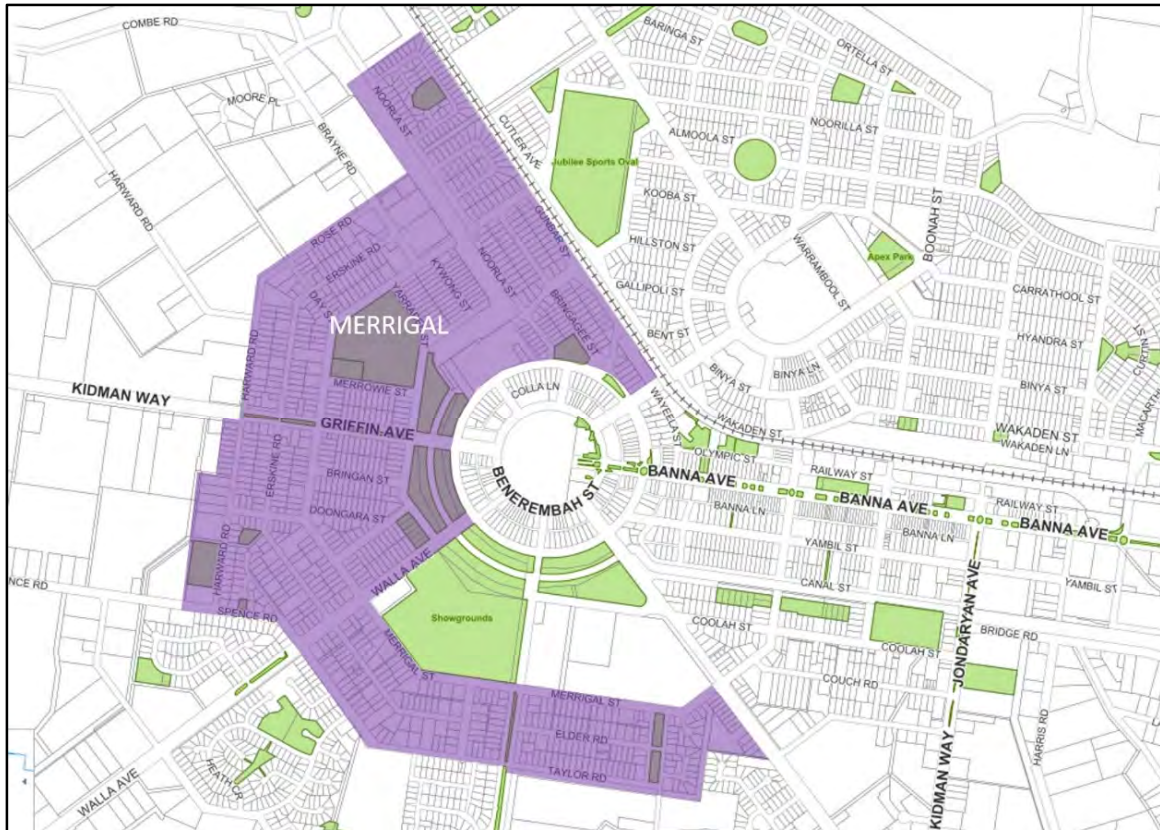 COMBE RD
BARINGA ST
ORTELLA ST
MOORE PL
NOORLA ST
NOORILLA ST
CUTLER AVE
ALMOOLA ST
BRAYNE RD
Jubilee Sports Oval
HARWARD RD
KOOBA ST
BOONAH ST
GUNBAR ST
ROSE RD
HILLSTON ST
WARRAMBOOL ST
Apex Park
ERSKINE RD
NOORLA ST
KYWONG ST
GALLIPOLI ST
CARRATHOOL ST
DAY ST
MERRIGAL
BRINGAGEE ST
BENT ST
HYANDRA ST
CURTIN ST
HARWARD RD
MERROWIE ST
COLLA LN
BINYA ST
BINYA LN
BINYA ST
KIDMAN WAY
GRIFFIN AVE
WAYEELA ST
WAKADEN ST
WAKADEN ST
WAKADEN LN
ERSKINE RD
BRINGAN ST
BENEREMBAH ST
OLYMPIC ST
BANNA AVE
RAILWAY ST
BANNA AVE
RAILWAY ST
BANNA AVE
DOONGARA ST
BANNA LN
BANNA LN
HARWARD RD
WALLA AVE
YAMBIL ST
YAMBIL ST
CANAL ST
NCE RD
SPENCE RD
Showgrounds
COOLAH ST
COOLAH ST
BRIDGE RD
JONDARYAN AVE
MERRIGAL ST
COUCH RD
MERRIGAL ST
ELDER RD
HARRIS RD
TAYLOR RD
HEATH CR
WALLA AVE
KIDMAN WAY
4